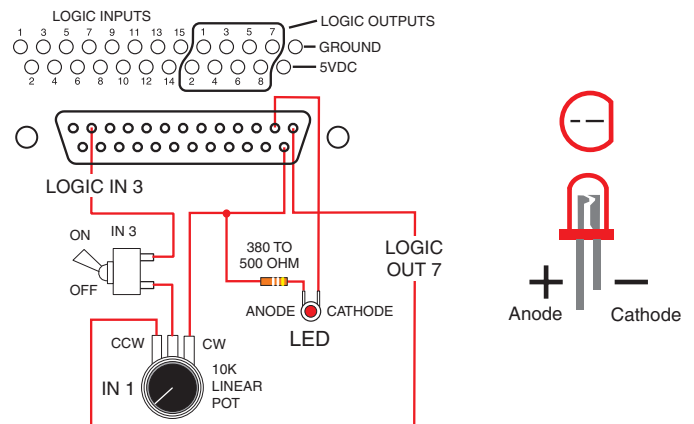 LOGIC INPUTS
LOGIC OUTPUTS
1 3 5 7 9 11 13 15 1 3 5 7
GROUND
5VDC
2 4 6 8 10 12 14 2 4 6 8
LOGIC IN 3
ON
IN 3
OFF
380 TO
500 OHM
LOGIC
OUT 7
ANODE
CATHODE
LED
CCW
CW
IN 1
10K
LINEAR
POT
+ −
Anode
Cathode